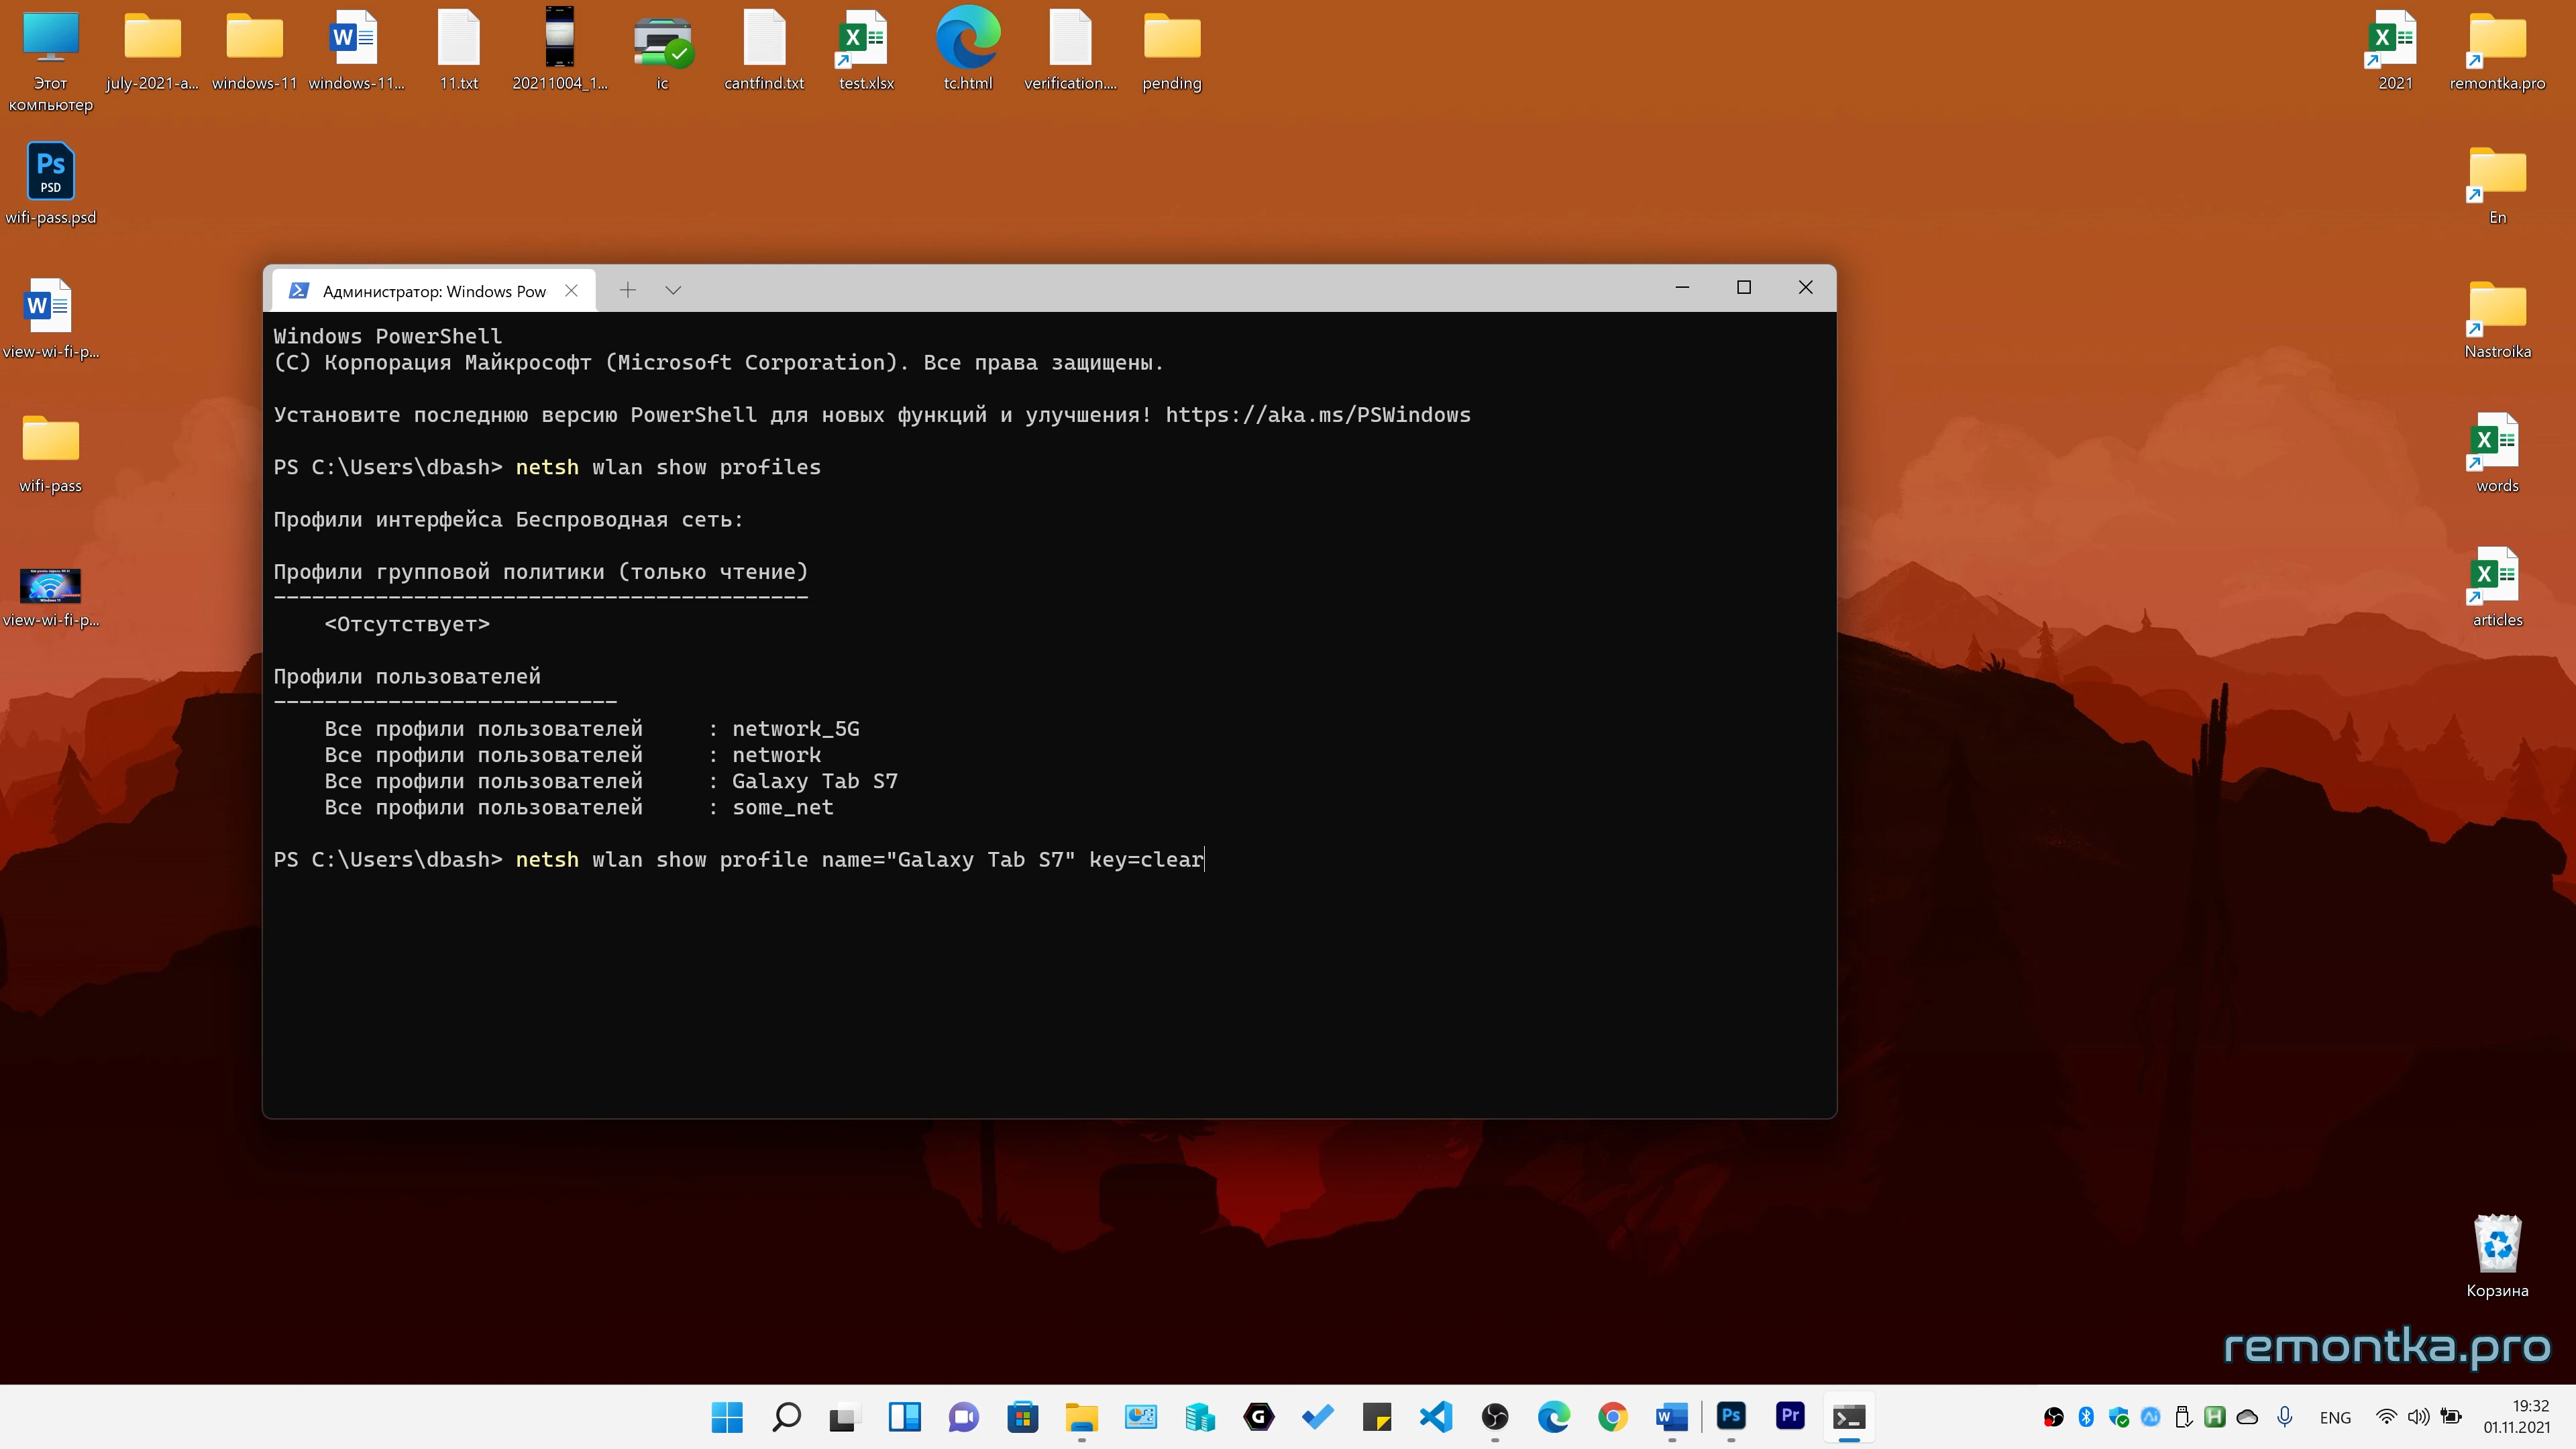 Этот
компьютер
july-2021-a...
windows-11
windows-11...
11.txt
20211004_1...
ic
cantfind.txt
test.xlsx
tc.html
verification....
pending
2021
remontka.pro
Ps
PSD
wifi-pass.psd
En
view-wi-fi-p...
Nastroika
wifi-pass
words
view-wi-fi-p...
articles
Администратор: Windows Pow
Windows PowerShell
(C) Корпорация Майкрософт (Microsoft Corporation). Все права защищены.
Установите последнюю версию PowerShell для новых функций и улучшения! https://aka.ms/PSWindows
PS C:\Users\dbash> netsh wlan show profiles
Профили интерфейса Беспроводная сеть:
Профили групповой политики (только чтение)
------------------------------------------
<Отсутствует>
Профили пользователей
---------------------------
Все профили пользователей     : network_5G
Все профили пользователей     : network
Все профили пользователей     : Galaxy Tab S7
Все профили пользователей     : some_net
PS C:\Users\dbash> netsh wlan show profile name="Galaxy Tab S7" key=clear
Корзина
remontka.pro
Ps
Pr
ENG
19:32
01.11.2021